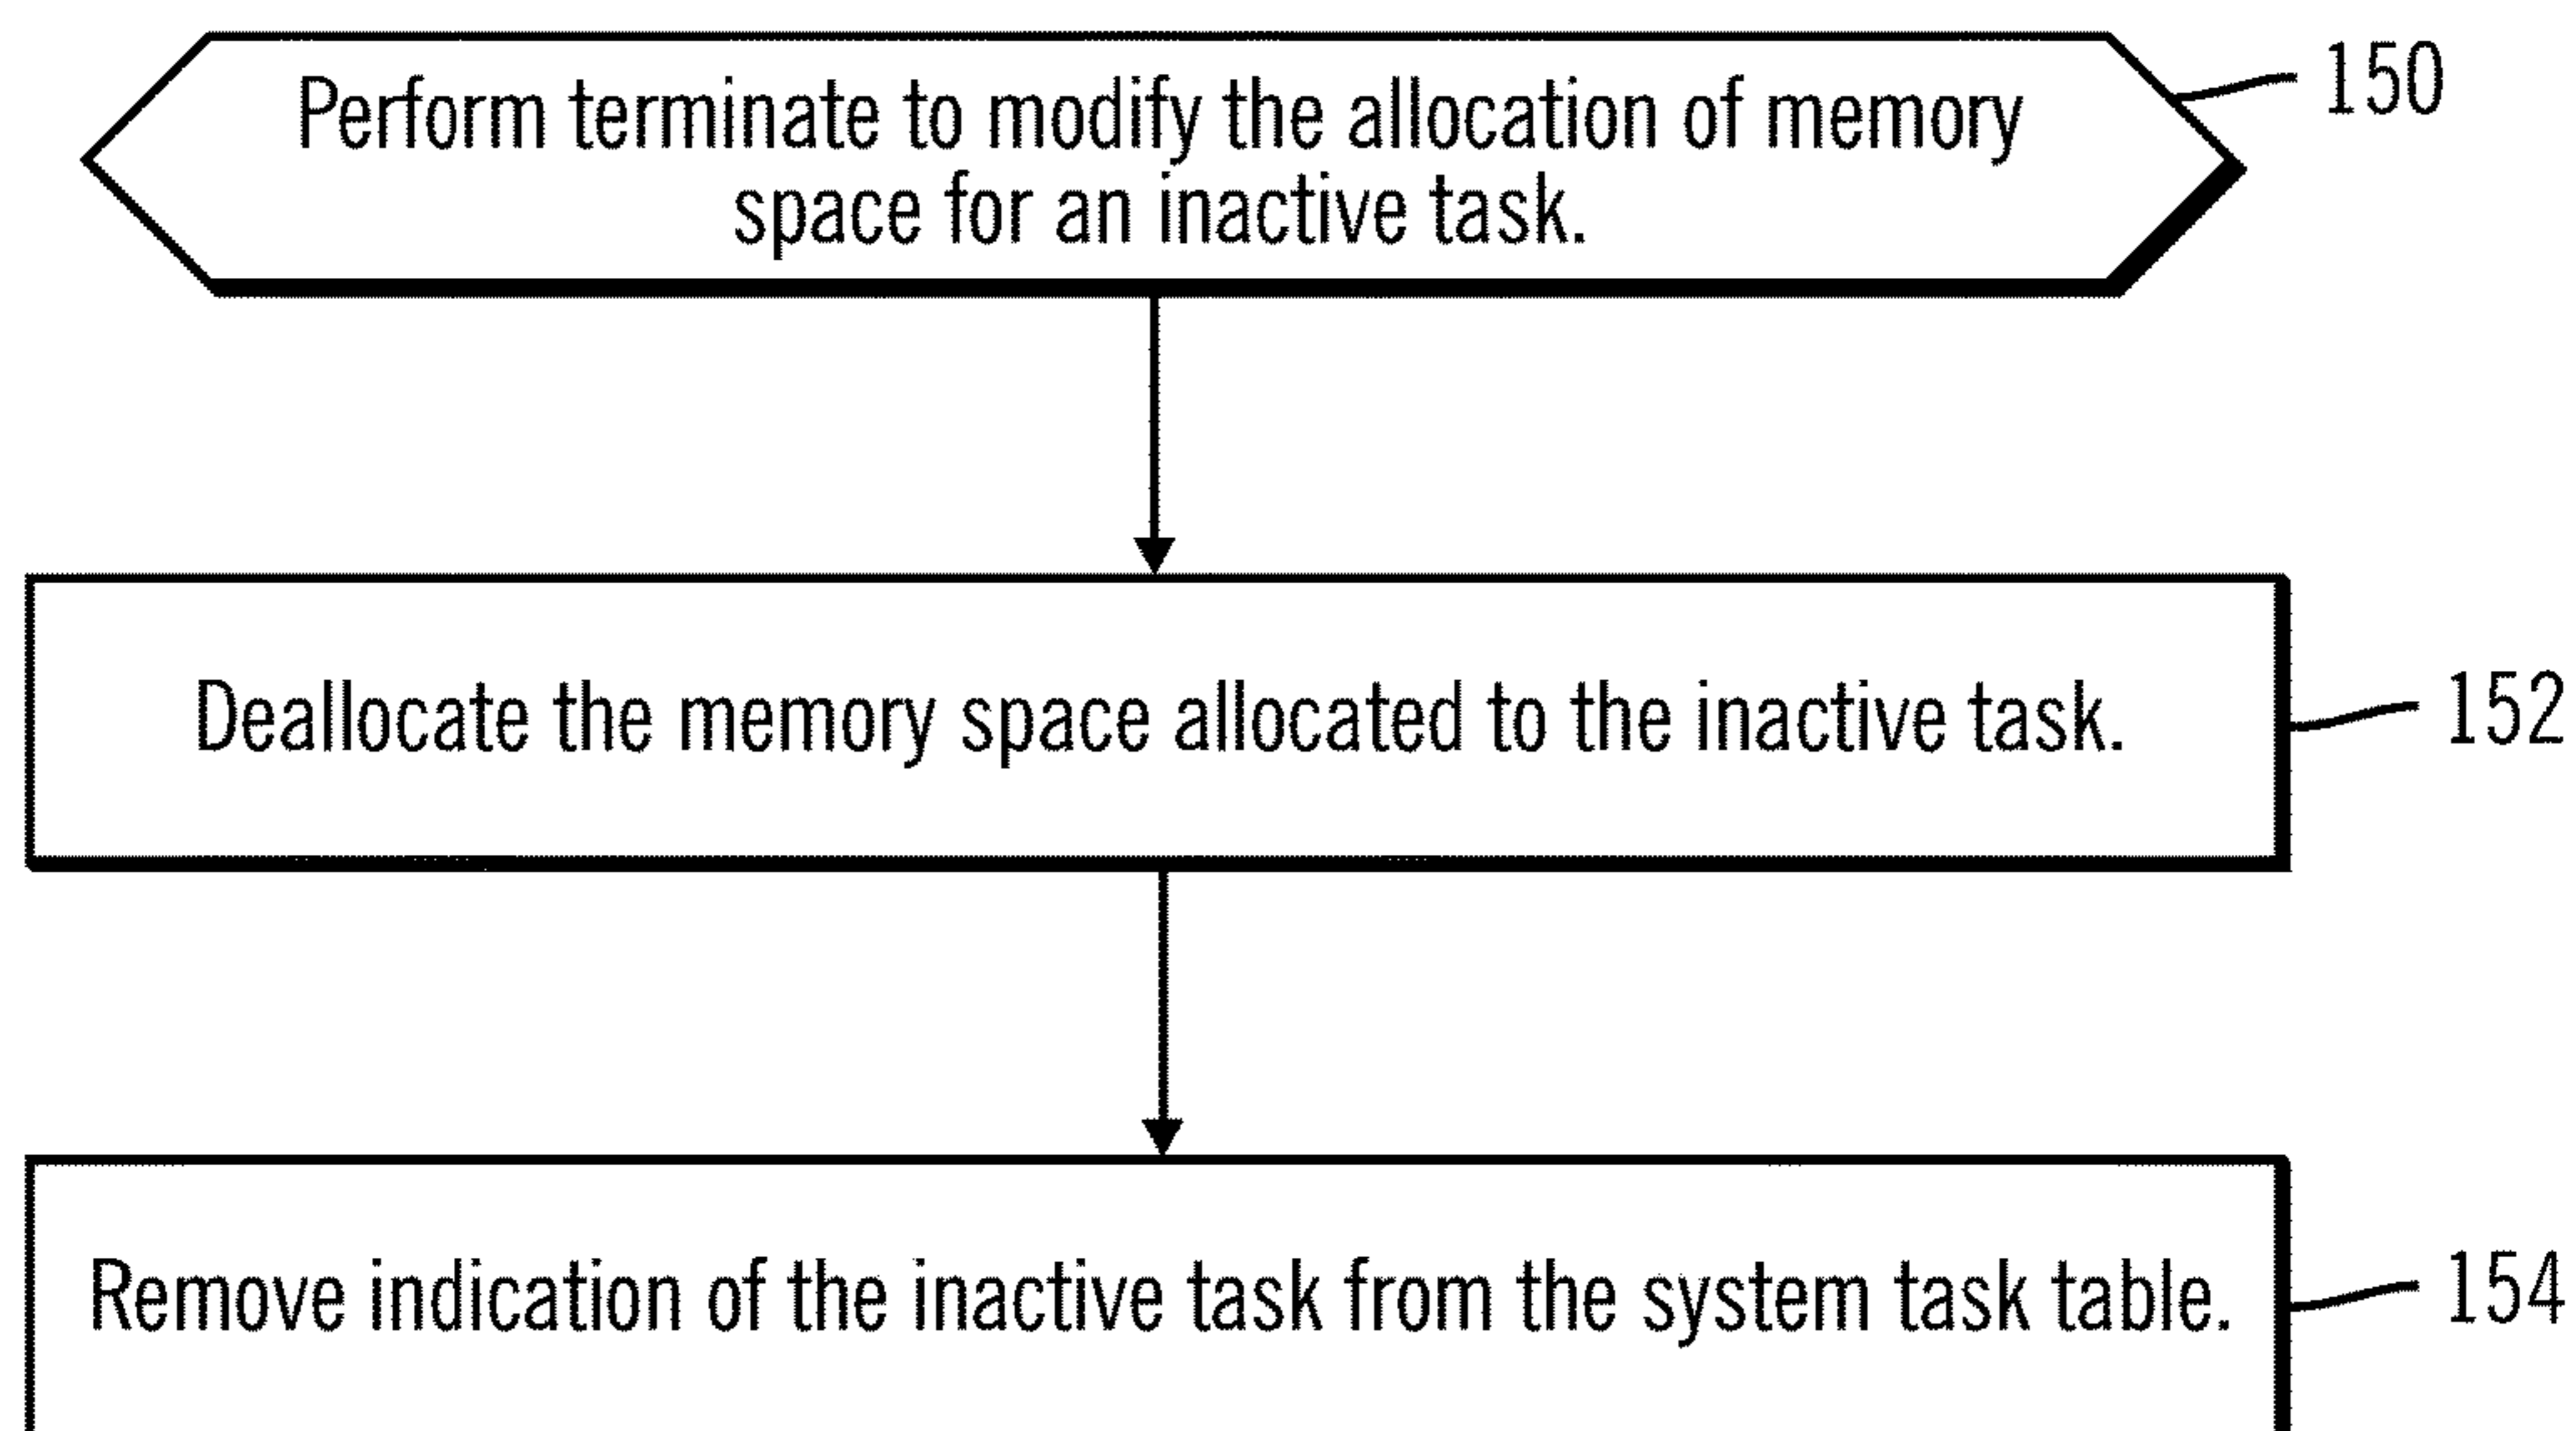 Perform terminate to modify the allocation of memory
space for an inactive task.
150
Deallocate the memory space allocated to the inactive task.
152
Remove indication of the inactive task from the system task table.
154